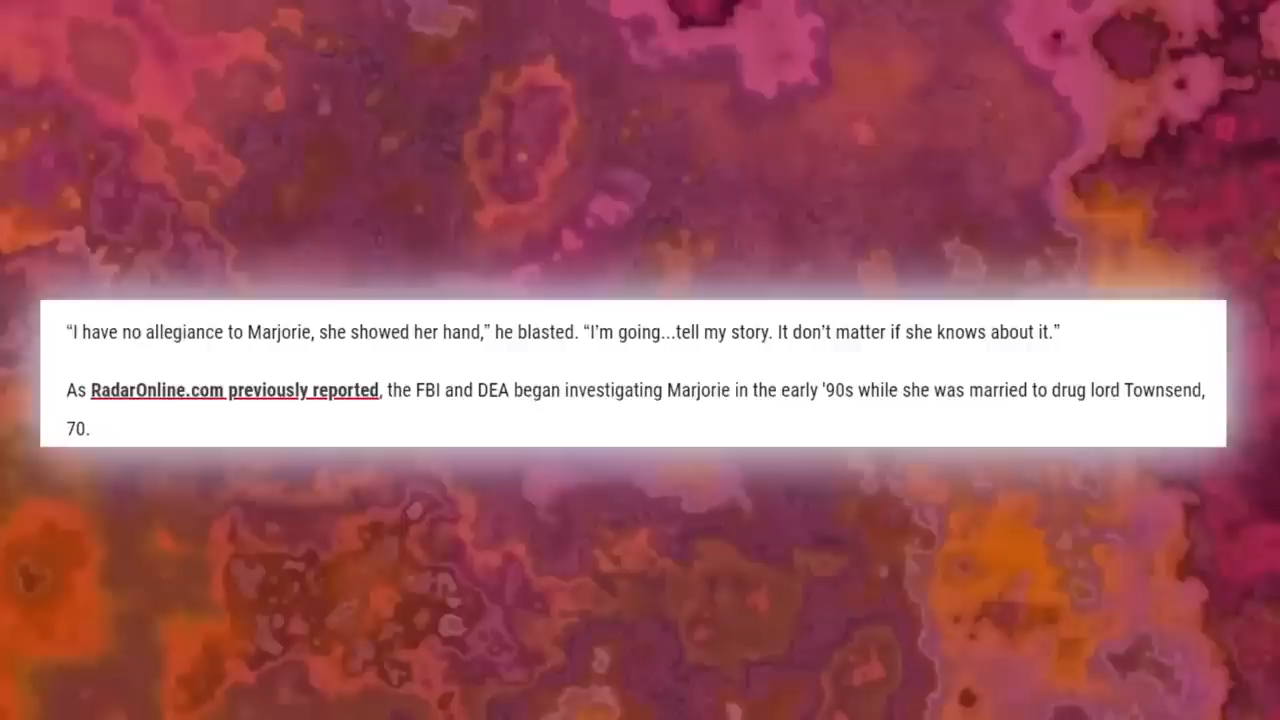 “I have no allegiance to Marjorie, she showed her hand,” he blasted. “I’m going...tell my story. It don’t matter if she knows about it.”
As RadarOnline.com previously reported, the FBI and DEA began investigating Marjorie in the early '90s while she was married to drug lord Townsend,
70.